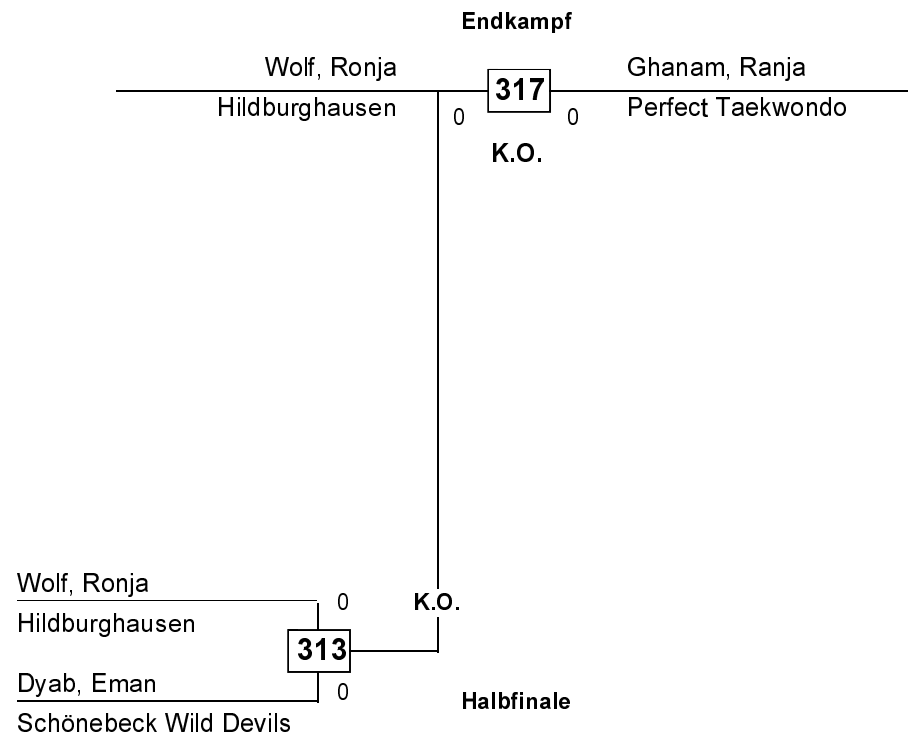 Endkampf
Wolf, Ronja
Hildburghausen
0
317
0
K.O.
Ghanam, Ranja
Perfect Taekwondo
Wolf, Ronja
Hildburghausen
0
K.O.
313
Dyab, Eman
Schönebeck Wild Devils
0
Halbfinale